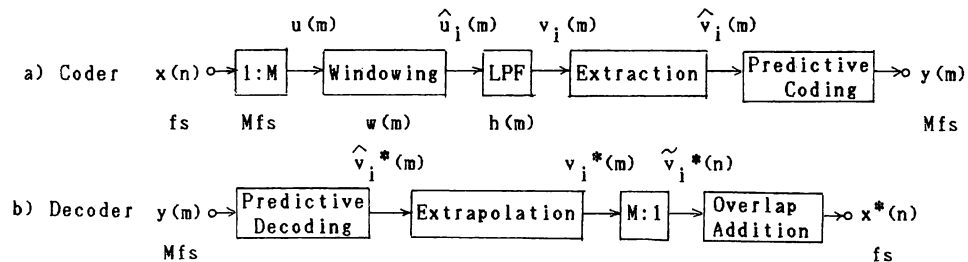 u(m) û_i(m) v_i(m) v̂_i(m)
a) Coder x(n) 1:M Windowing LPF Extraction Predictive Coding y(m)
fs Mfs w(m) h(m) Mfs
v̂_i*(m) v_i*(m) ṽ_i*(n)
b) Decoder y(m) Predictive Decoding Extrapolation M:1 Overlap Addition x*(n)
Mfs fs